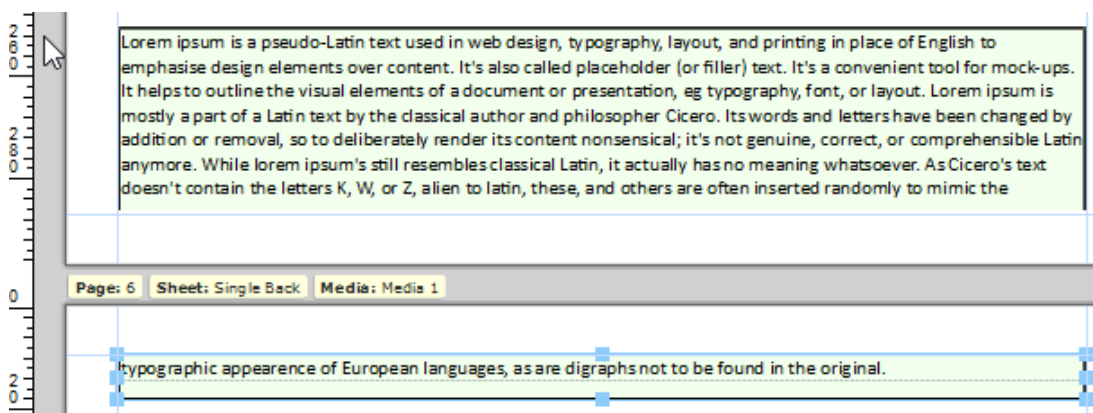 260
Lorem ipsum is a pseudo-Latin text used in web design, typography, layout, and printing in place of English to
emphasise design elements over content. It's also called placeholder (or filler) text. It's a convenient tool for mock-ups.
It helps to outline the visual elements of a document or presentation, eg typography, font, or layout. Lorem ipsum is
mostly a part of a Latin text by the classical author and philosopher Cicero. Its words and letters have been changed by
280
addition or removal, so to deliberately render its content nonsensical; it's not genuine, correct, or comprehensible Latin
anymore. While lorem ipsum's still resembles classical Latin, it actually has no meaning whatsoever. As Cicero's text
doesn't contain the letters K, W, or Z, alien to latin, these, and others are often inserted randomly to mimic the
Page: 6 Sheet: Single Back Media: Media 1
0
typographic appearence of European languages, as are digraphs not to be found in the original.
20